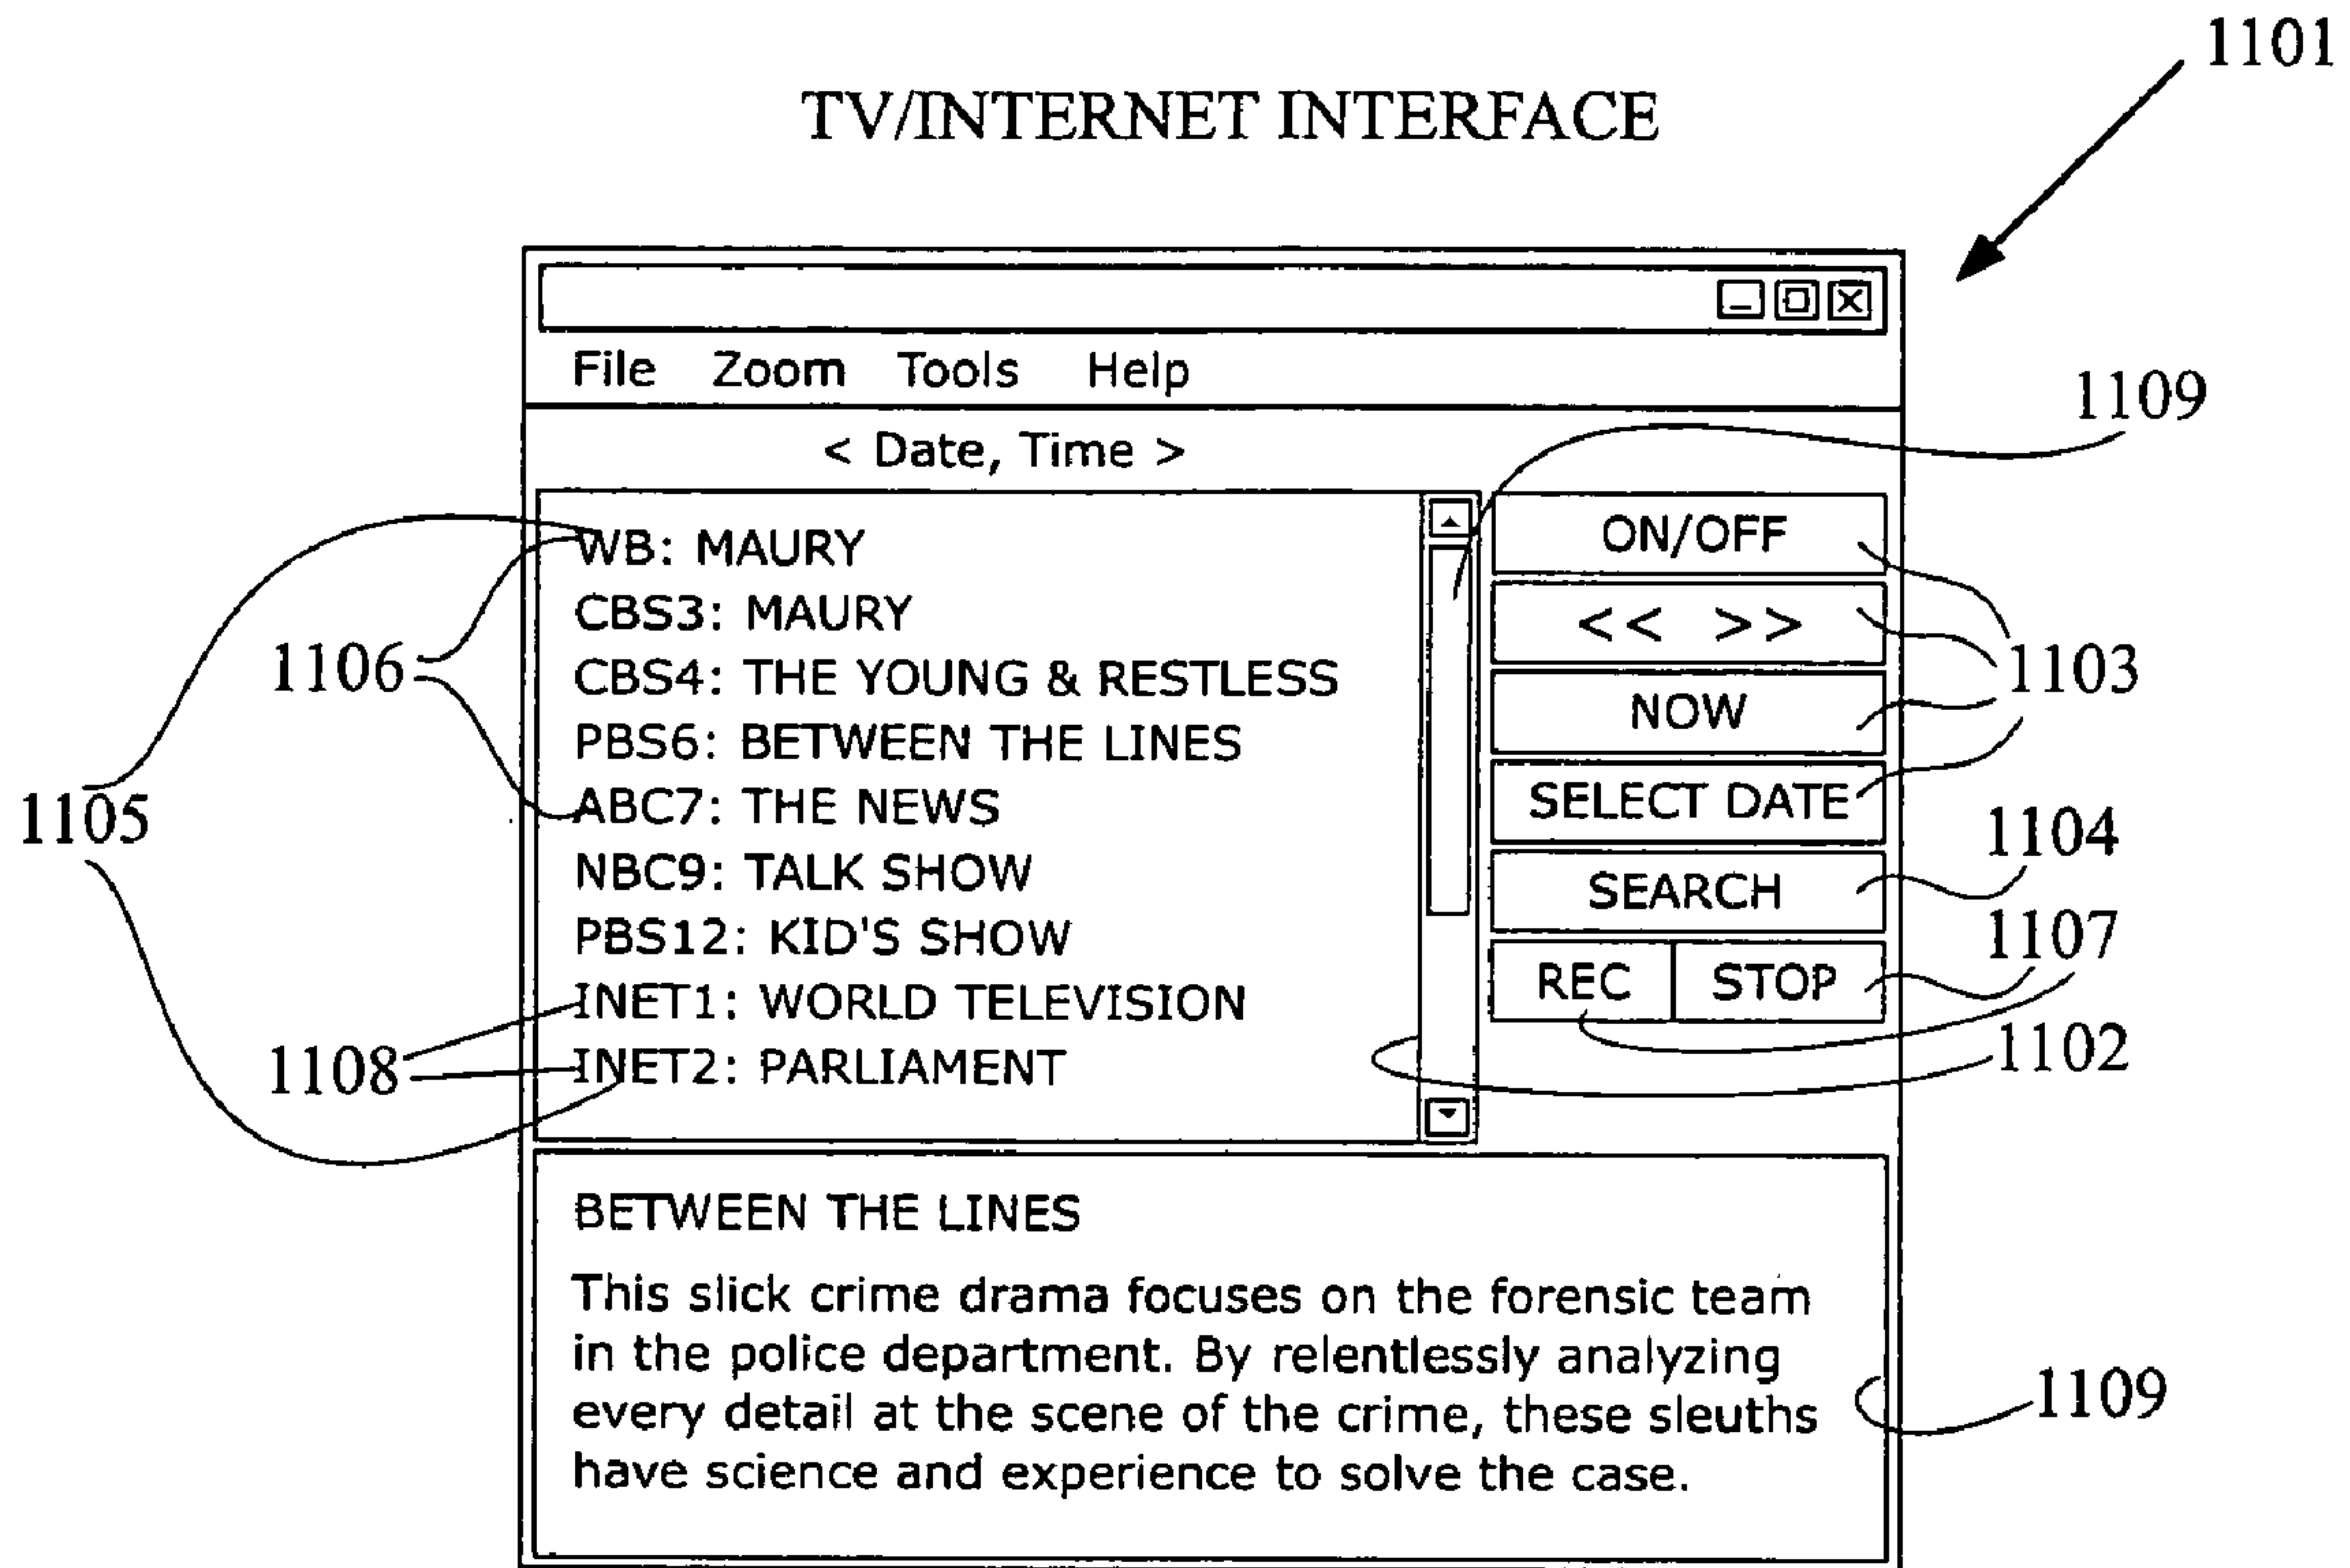 1101
TV/INTERNET INTERFACE
File Zoom Tools Help
1109
< Date, Time >
WB: MAURY
CBS3: MAURY
CBS4: THE YOUNG & RESTLESS
PBS6: BETWEEN THE LINES
ABC7: THE NEWS
NBC9: TALK SHOW
PBS12: KID'S SHOW
INET1: WORLD TELEVISION
INET2: PARLIAMENT
ON/OFF
<< >>
NOW
SELECT DATE
SEARCH
REC STOP
1106
1105
1108
1103
1104
1107
1102
BETWEEN THE LINES
This slick crime drama focuses on the forensic team
in the police department. By relentlessly analyzing
every detail at the scene of the crime, these sleuths
have science and experience to solve the case.
1109